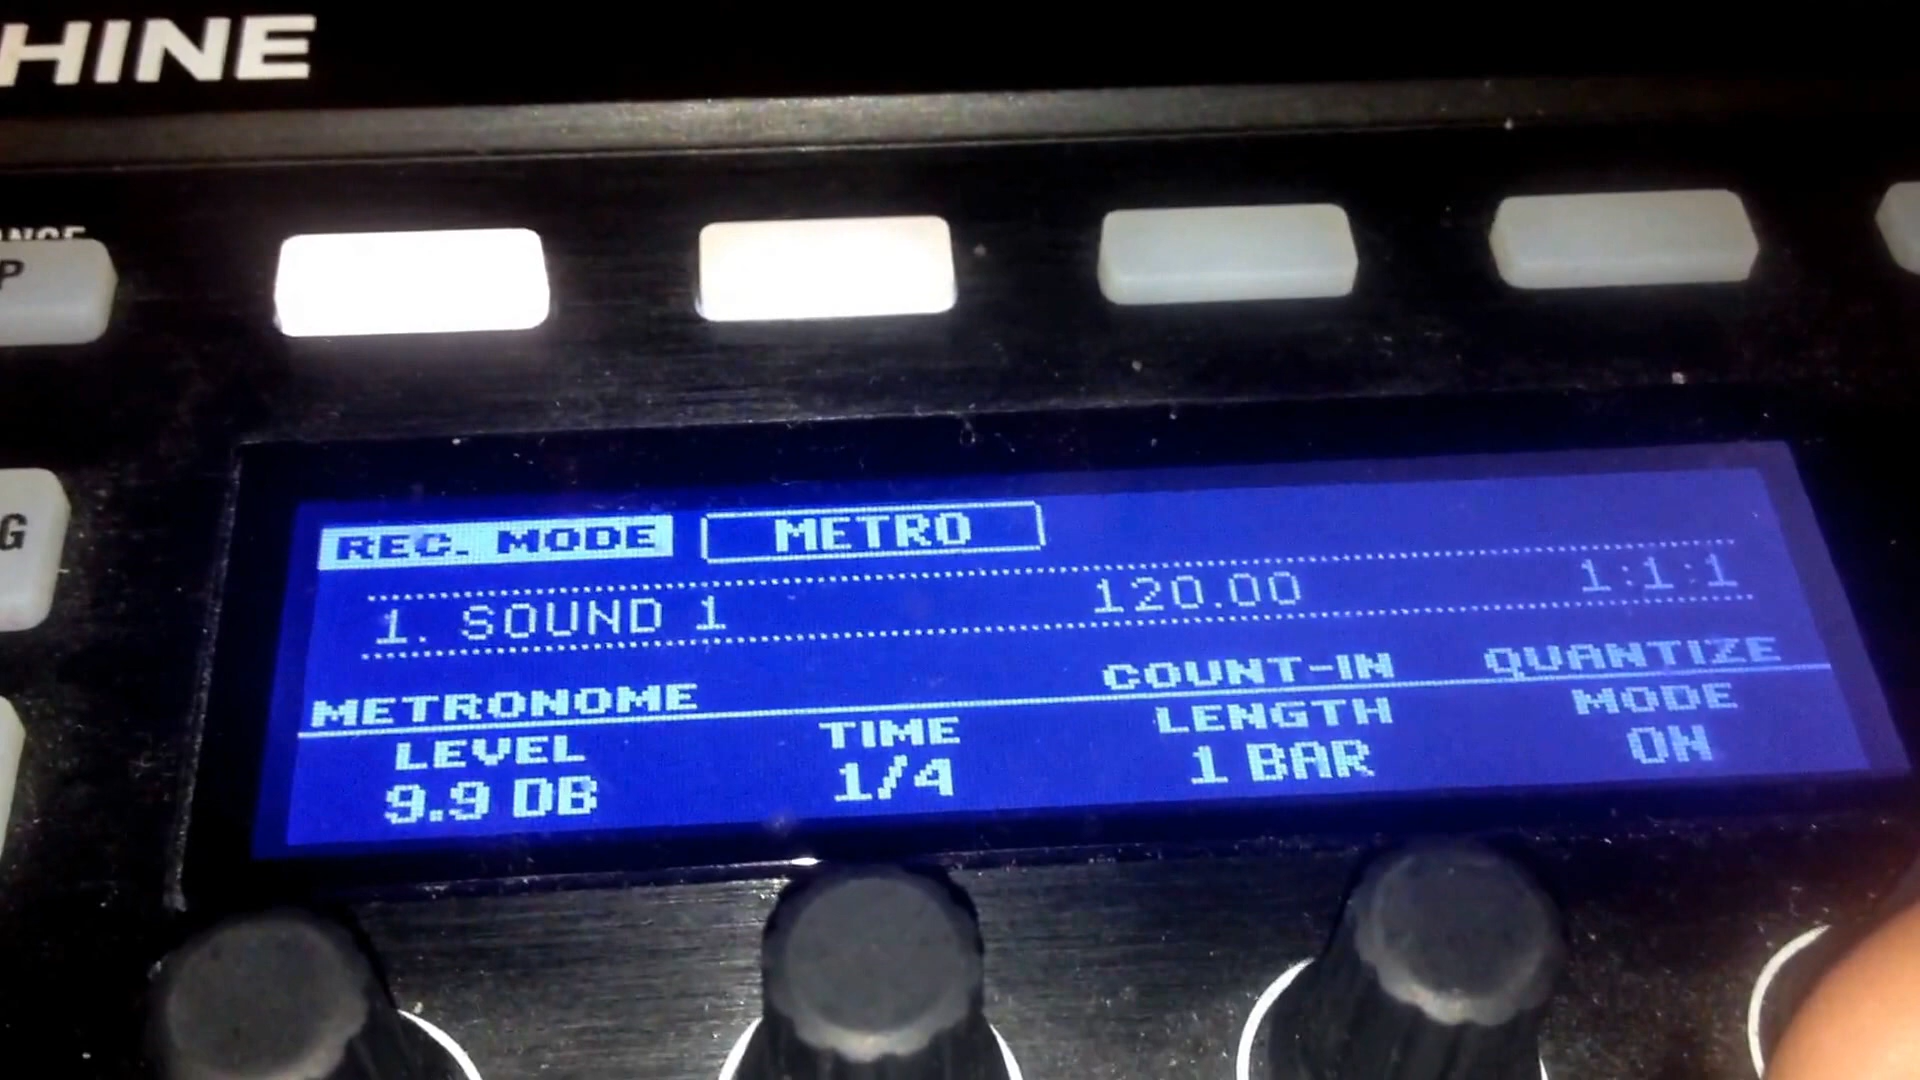 HINE
P
G
REC. MODE METRO
1. SOUND 1 120.00 1:1:1
METRONOME COUNT-IN QUANTIZE
LEVEL TIME LENGTH MODE
9.9 DB 1/4 1 BAR ON